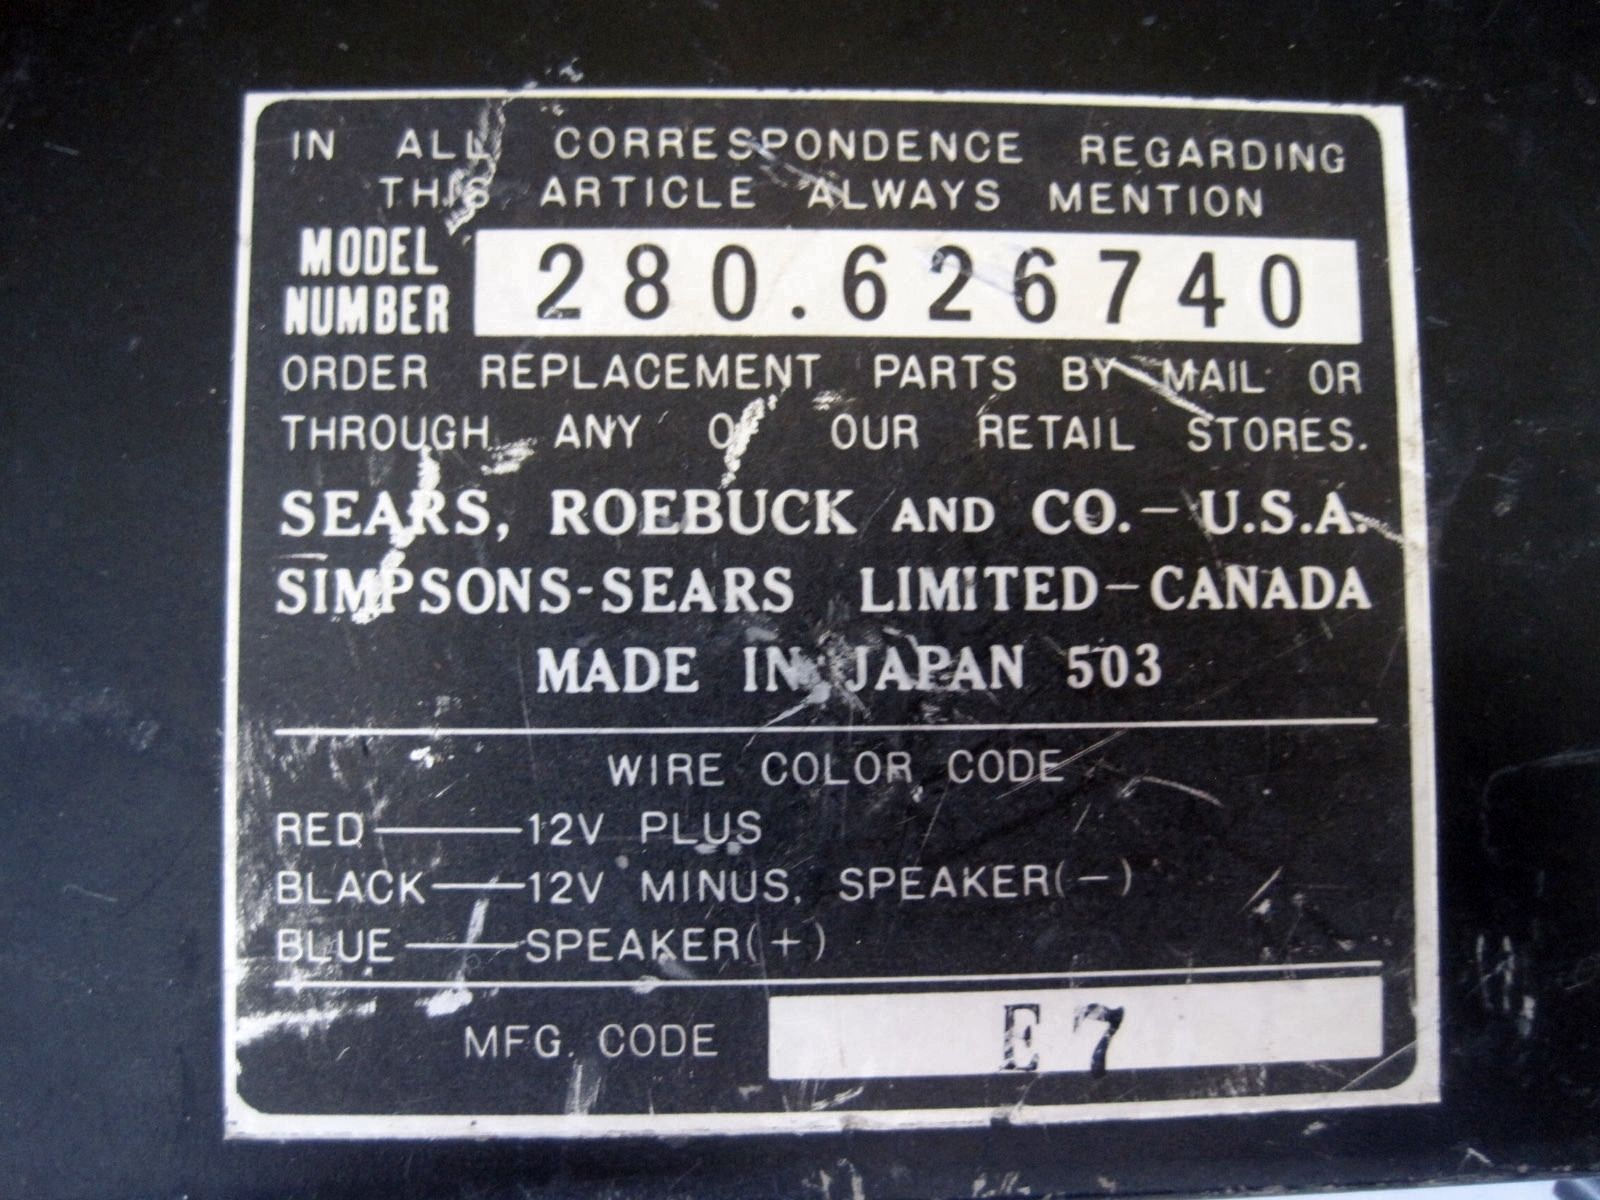 IN ALL CORRESPONDENCE REGARDING
THIS ARTICLE ALWAYS MENTION
MODEL
NUMBER 280.626740
ORDER REPLACEMENT PARTS BY MAIL OR
THROUGH ANY OF OUR RETAIL STORES.
SEARS, ROEBUCK AND CO.—U.S.A.
SIMPSONS-SEARS LIMITED—CANADA
MADE IN JAPAN 503
WIRE COLOR CODE
RED——12V PLUS
BLACK——12V MINUS, SPEAKER(−)
BLUE——SPEAKER(+)
MFG. CODE E7